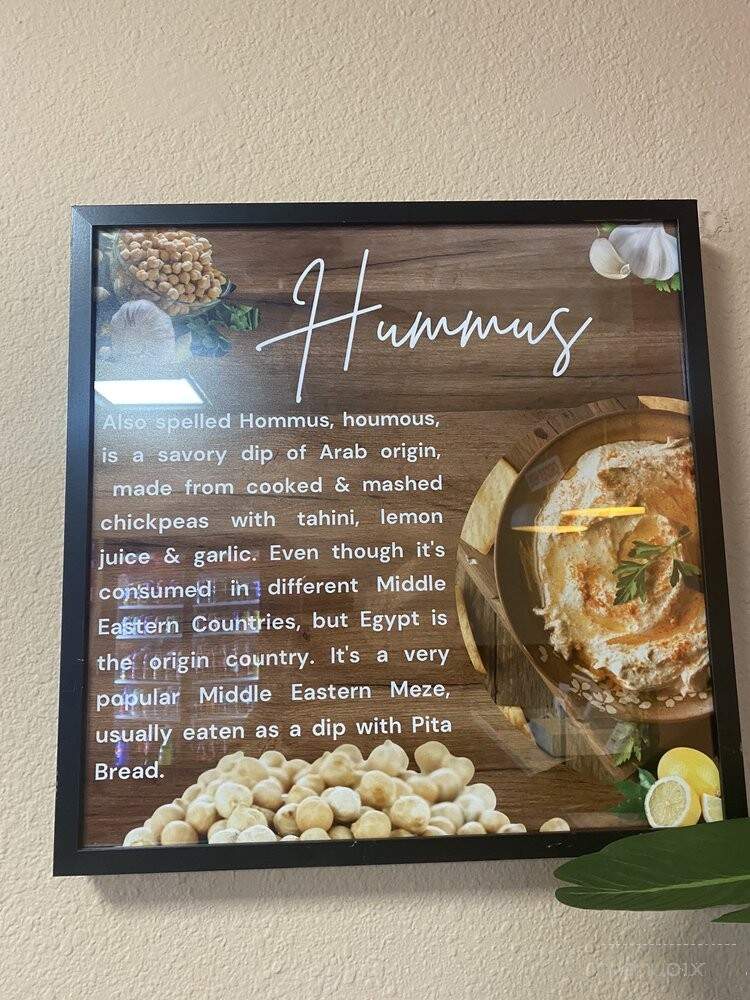 Hummus
Also spelled Hommus, houmous,
is a savory dip of Arab origin,
made from cooked & mashed
chickpeas with tahini, lemon
juice & garlic. Even though it's
consumed in different Middle
Eastern Countries, but Egypt is
the origin country. It's a very
popular Middle Eastern Meze,
usually eaten as a dip with Pita
Bread.